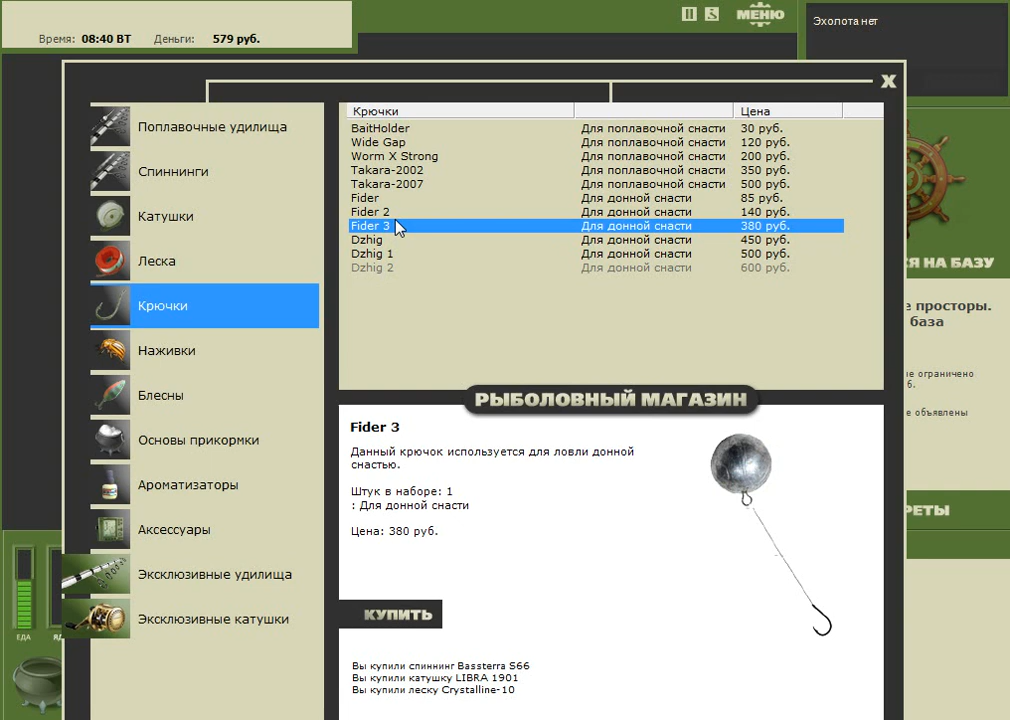 Время: 08:40 ВТ Деньги: 579 руб.
МЕНЮ
Эхолота нет
X
Поплавочные удилища
Спиннинги
Катушки
Леска
Крючки
Наживки
Блесны
Основы прикормки
Ароматизаторы
Аксессуары
Эксклюзивные удилища
Эксклюзивные катушки
Крючки Цена
BaitHolder Для поплавочной снасти 30 руб.
Wide Gap Для поплавочной снасти 120 руб.
Worm X Strong Для поплавочной снасти 200 руб.
Takara-2002 Для поплавочной снасти 350 руб.
Takara-2007 Для поплавочной снасти 500 руб.
Fider Для донной снасти 85 руб.
Fider 2 Для донной снасти 140 руб.
Fider 3 Для донной снасти 380 руб.
Dzhig Для донной снасти 450 руб.
Dzhig 1 Для донной снасти 500 руб.
Dzhig 2 Для донной снасти 600 руб.
РЫБОЛОВНЫЙ МАГАЗИН
Fider 3
Данный крючок используется для ловли донной
снастью.
Штук в наборе: 1
: Для донной снасти
Цена: 380 руб.
КУПИТЬ
Вы купили спиннинг Bassterra S66
Вы купили катушку LIBRA 1901
Вы купили леску Crystalline-10
СЯ НА БАЗУ
е просторы.
база
е ограничено
б.
е объявлены
РЕТЫ
ЕДА